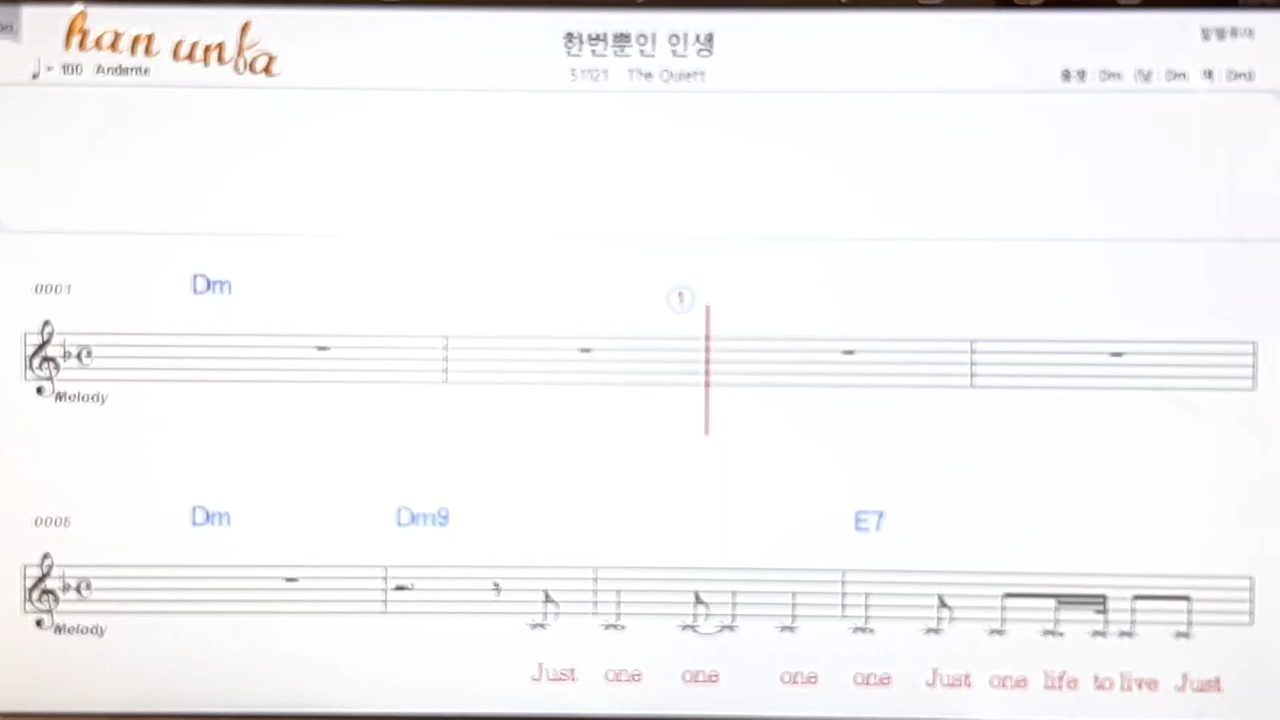 han unba
♩= 100 Andante
한번뿐인 인생
The Quiett
0001
Dm
1
Melody
0005
Dm Dm9 E7
Melody
Just one one one one Just one life to live Just